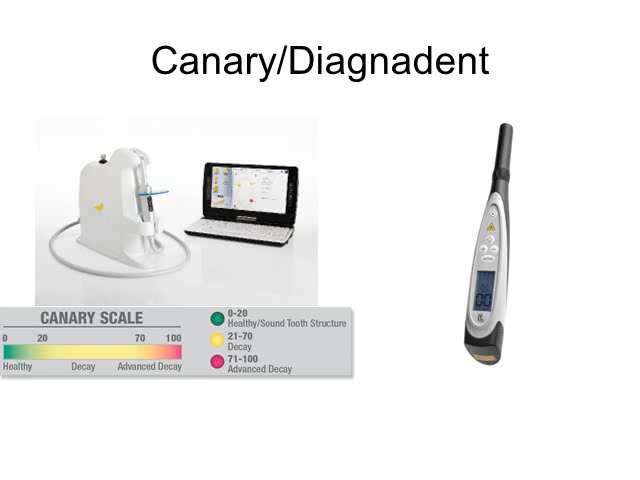 Canary/Diagnadent
CANARY SCALE
0 20 70 100
Healthy Decay Advanced Decay
0-20
Healthy/Sound Tooth Structure
21-70
Decay
71-100
Advanced Decay